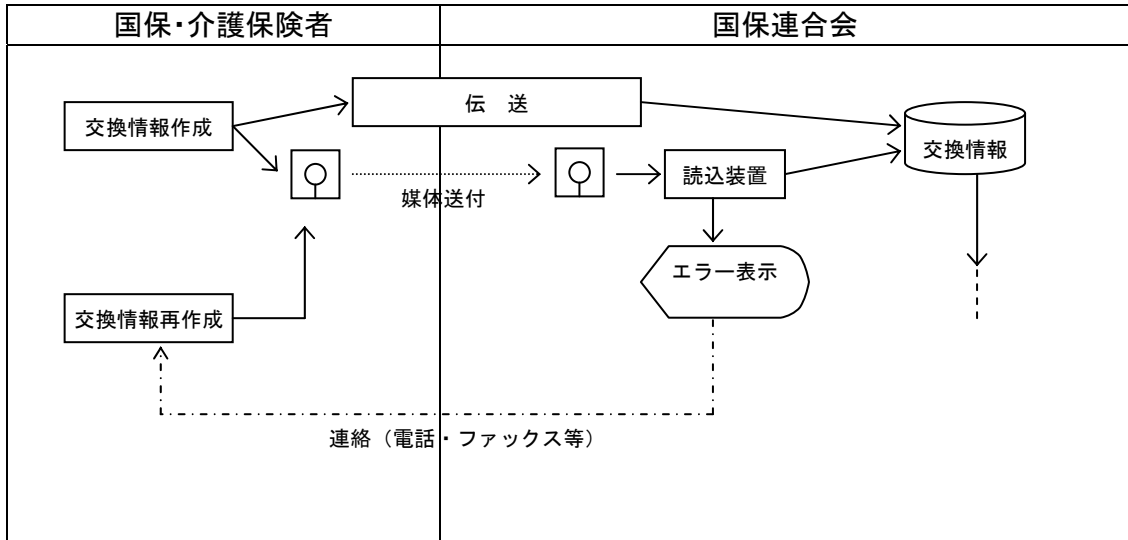 国保・介護保険者
国保連合会
伝 送
交換情報作成
交換情報
読込装置
媒体送付
エラー表示
交換情報再作成
連絡（電話・ファックス等）